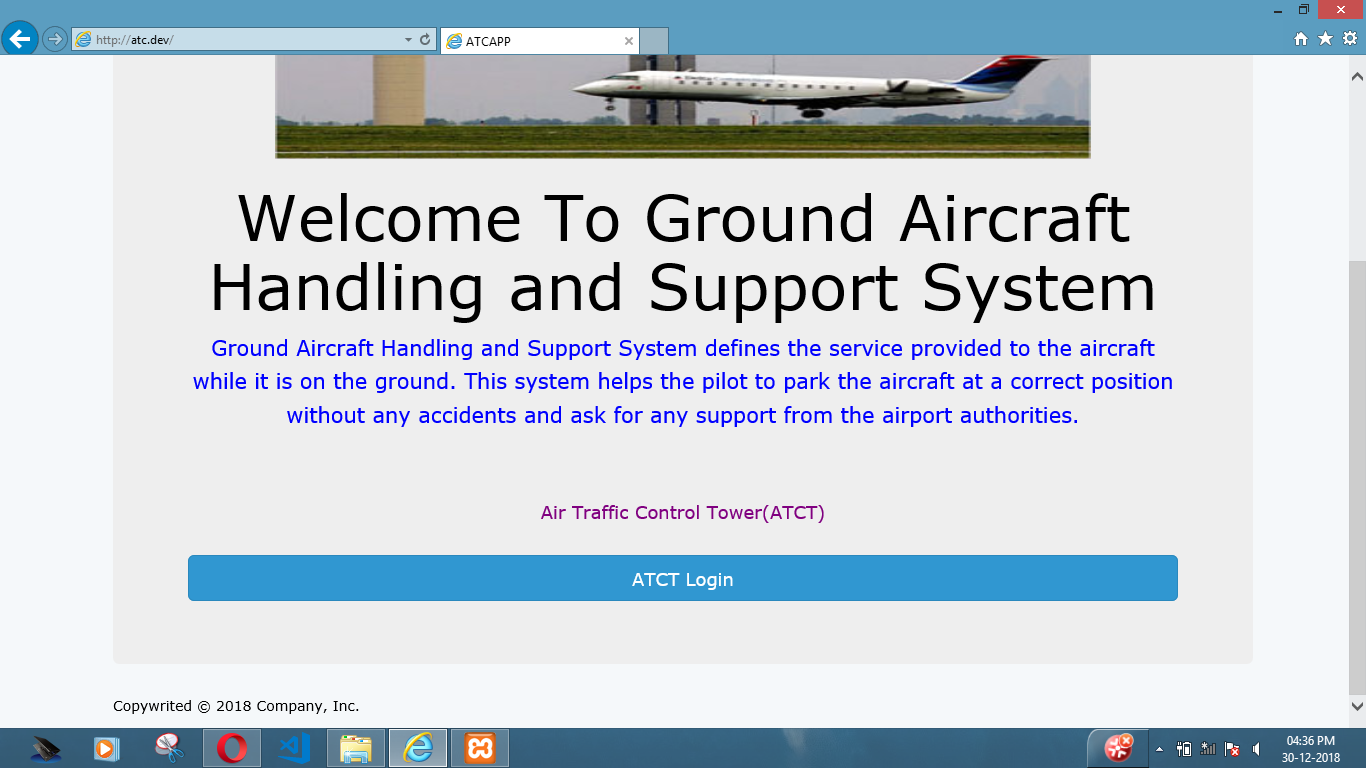 http://atc.dev/
ATCAPP
Welcome To Ground Aircraft
Handling and Support System
Ground Aircraft Handling and Support System defines the service provided to the aircraft
while it is on the ground. This system helps the pilot to park the aircraft at a correct position
without any accidents and ask for any support from the airport authorities.
Air Traffic Control Tower(ATCT)
ATCT Login
Copywrited © 2018 Company, Inc.
04:36 PM
30-12-2018